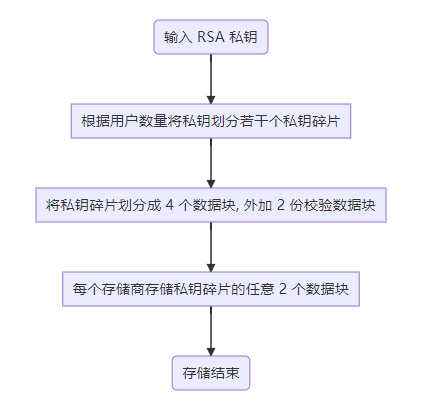 输入 RSA 私钥
根据用户数量将私钥划分若干个私钥碎片
将私钥碎片划分成 4 个数据块, 外加 2 份校验数据块
每个存储商存储私钥碎片的任意 2 个数据块
存储结束